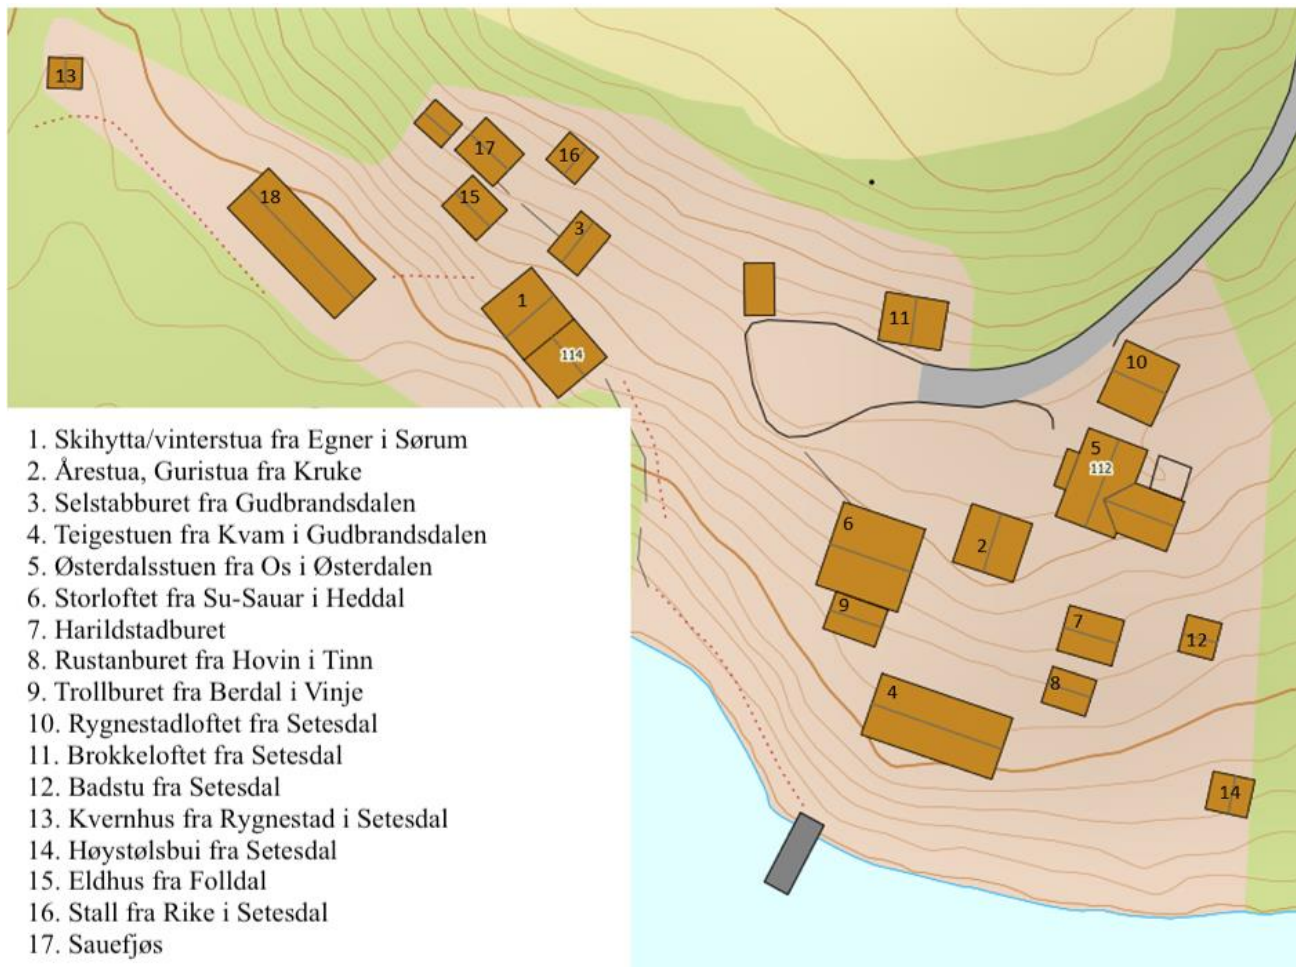 13
17
16
18
15
3
1
114
11
10
5
112
6
2
9
7
12
8
4
14
1. Skihytta/vinterstua fra Egner i Sørum
2. Årestua, Guristua fra Kruke
3. Selstabburet fra Gudbrandsdalen
4. Teigestuen fra Kvam i Gudbrandsdalen
5. Østerdalsstuen fra Os i Østerdalen
6. Storloftet fra Su-Sauar i Heddal
7. Harildstadburet
8. Rustanburet fra Hovin i Tinn
9. Trollburet fra Berdal i Vinje
10. Rygnestadloftet fra Setesdal
11. Brokkeloftet fra Setesdal
12. Badstu fra Setesdal
13. Kvernhus fra Rygnestad i Setesdal
14. Høystølsbui fra Setesdal
15. Eldhus fra Folldal
16. Stall fra Rike i Setesdal
17. Sauefjøs